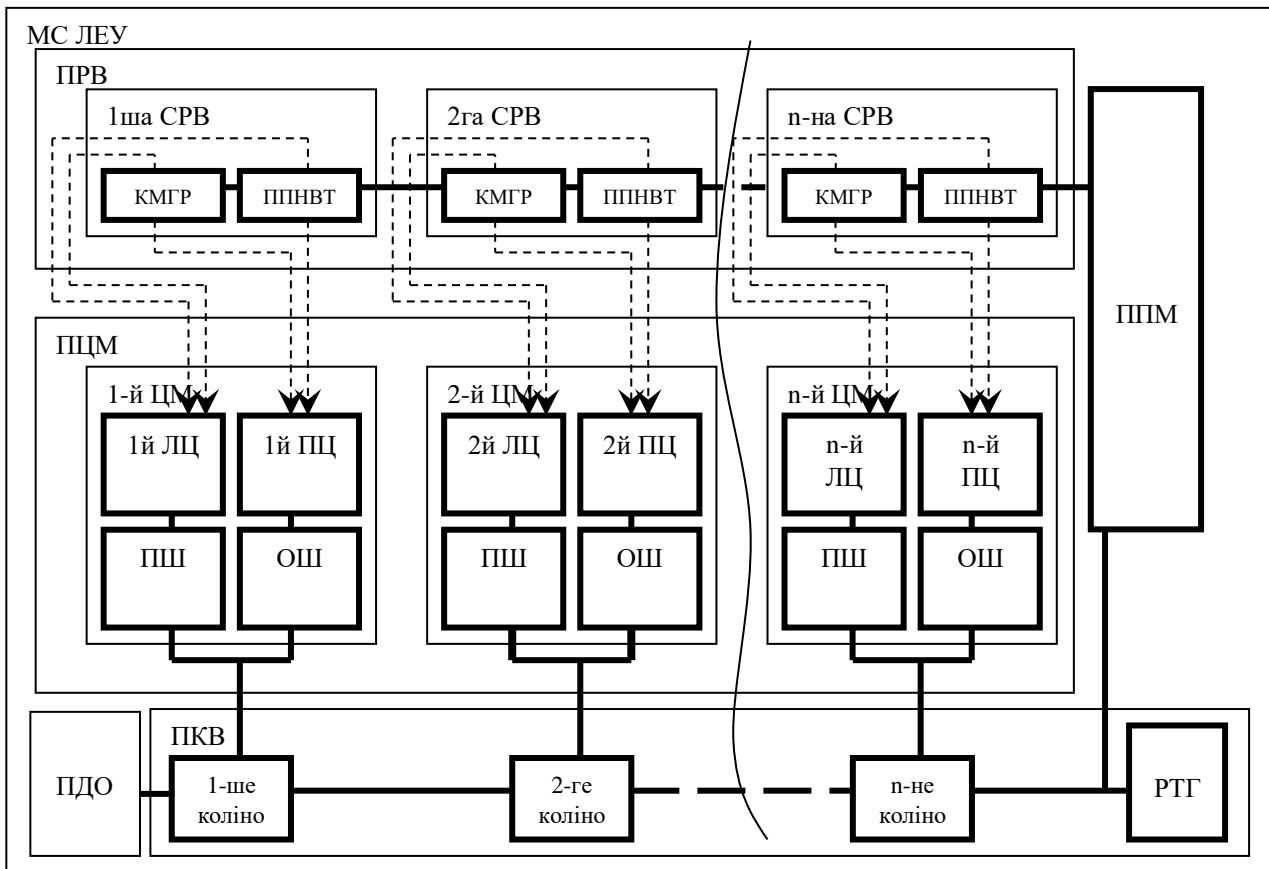 МС ЛЕУ
ПРВ
1ша СРВ
2га СРВ
n-на СРВ
КМГР
ППНВТ
КМГР
ППНВТ
КМГР
ППНВТ
ППМ
ПЦМ
1-й ЦМ
2-й ЦМ
n-й ЦМ
1й ЛЦ
1й ПЦ
2й ЛЦ
2й ПЦ
n-й
ЛЦ
n-й
ПЦ
ПШ
ОШ
ПШ
ОШ
ПШ
ОШ
ПДО
ПКВ
1-ше
коліно
2-ге
коліно
n-не
коліно
РТГ